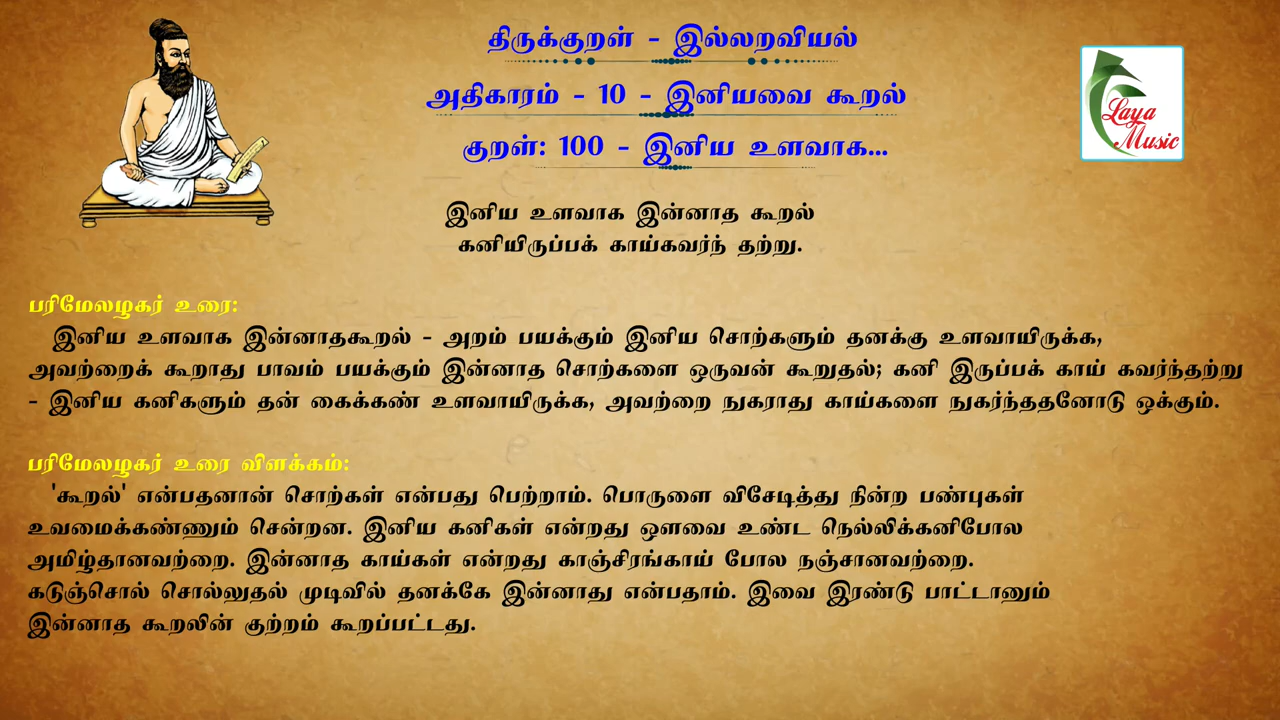 திருக்குறள் - இல்லறவியல்
அதிகாரம் - 10 - இனியவை கூறல்
குறள்: 100 - இனிய உளவாக...
Laya
Music
இனிய உளவாக இன்னாத கூறல்
கனியிருப்பக் காய்கவர்ந் தற்று.
பரிமேலழகர் உரை:
இனிய உளவாக இன்னாதகூறல் - அறம் பயக்கும் இனிய சொற்களும் தனக்கு உளவாயிருக்க,
அவற்றைக் கூறாது பாவம் பயக்கும் இன்னாத சொற்களை ஒருவன் கூறுதல்; கனி இருப்பக் காய் கவர்ந்தற்று
- இனிய கனிகளும் தன் கைக்கண் உளவாயிருக்க, அவற்றை நுகராது காய்களை நுகர்ந்ததனோடு ஒக்கும்.
பரிமேலழகர் உரை விளக்கம்:
'கூறல்' என்பதனான் சொற்கள் என்பது பெற்றாம். பொருளை விசேடித்து நின்ற பண்புகள்
உவமைக்கண்ணும் சென்றன. இனிய கனிகள் என்றது ஔவை உண்ட நெல்லிக்கனிபோல
அமிழ்தானவற்றை. இன்னாத காய்கள் என்றது காஞ்சிரங்காய் போல நஞ்சானவற்றை.
கடுஞ்சொல் சொல்லுதல் முடிவில் தனக்கே இன்னாது என்பதாம். இவை இரண்டு பாட்டானும்
இன்னாத கூறலின் குற்றம் கூறப்பட்டது.